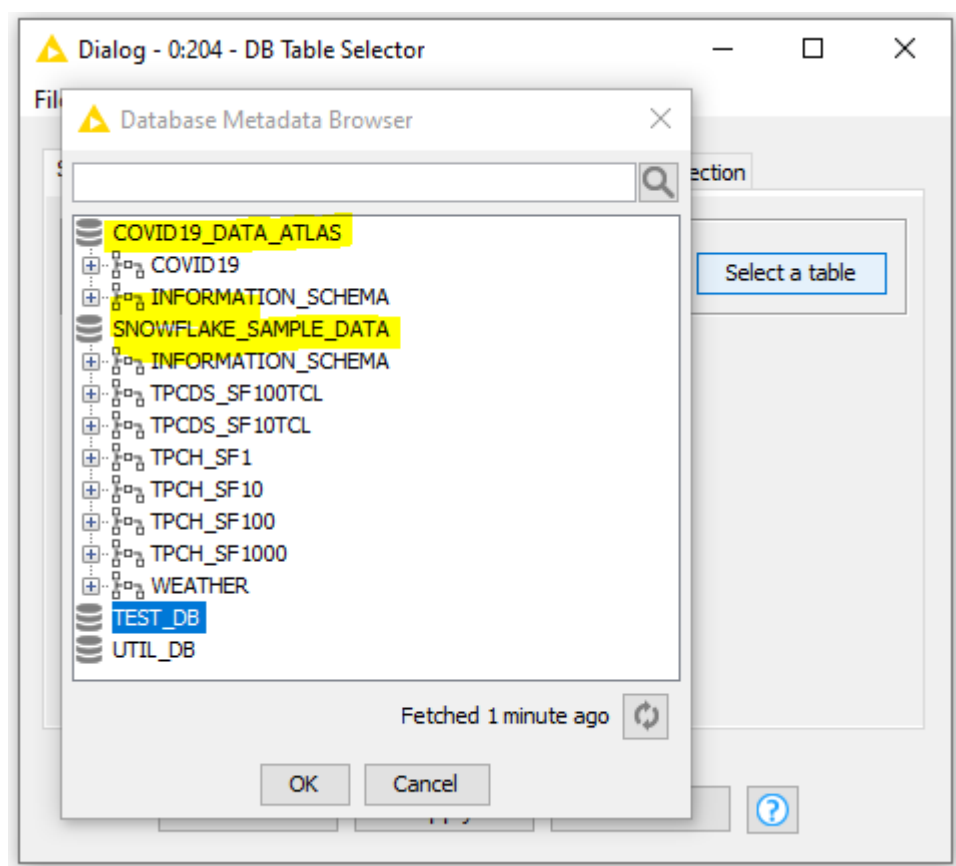 Dialog - 0:204 - DB Table Selector
Fil
Database Metadata Browser
ection
COVID19_DATA_ATLAS
COVID19
Select a table
INFORMATION_SCHEMA
SNOWFLAKE_SAMPLE_DATA
INFORMATION_SCHEMA
TPCDS_SF100TCL
TPCDS_SF10TCL
TPCH_SF1
TPCH_SF10
TPCH_SF100
TPCH_SF1000
WEATHER
TEST_DB
UTIL_DB
Fetched 1 minute ago
OK Cancel
?